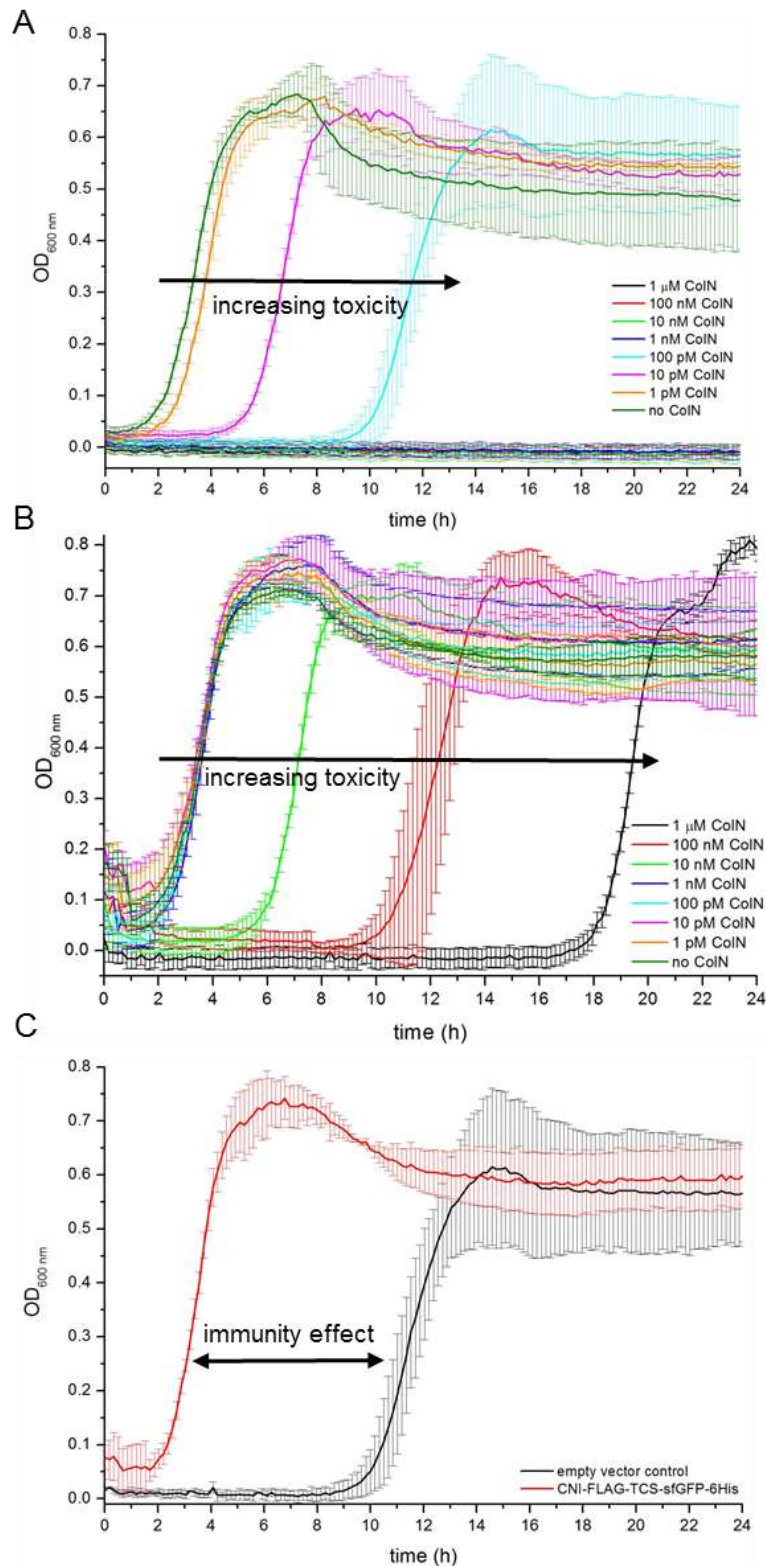 A
0.8
0.7
0.6
0.5
0.4
0.3
0.2
0.1
0.0
OD600 nm
increasing toxicity
1 μM ColN
100 nM ColN
10 nM ColN
1 nM ColN
100 pM ColN
10 pM ColN
1 pM ColN
no ColN
0 2 4 6 8 10 12 14 16 18 20 22 24
time (h)
B
0.8
0.7
0.6
0.5
0.4
0.3
0.2
0.1
0.0
OD600 nm
increasing toxicity
1 μM ColN
100 nM ColN
10 nM ColN
1 nM ColN
100 pM ColN
10 pM ColN
1 pM ColN
no ColN
0 2 4 6 8 10 12 14 16 18 20 22 24
time (h)
C
0.8
0.7
0.6
0.5
0.4
0.3
0.2
0.1
0.0
OD600 nm
immunity effect
empty vector control
CNI-FLAG-TCS-sfGFP-6His
0 2 4 6 8 10 12 14 16 18 20 22 24
time (h)